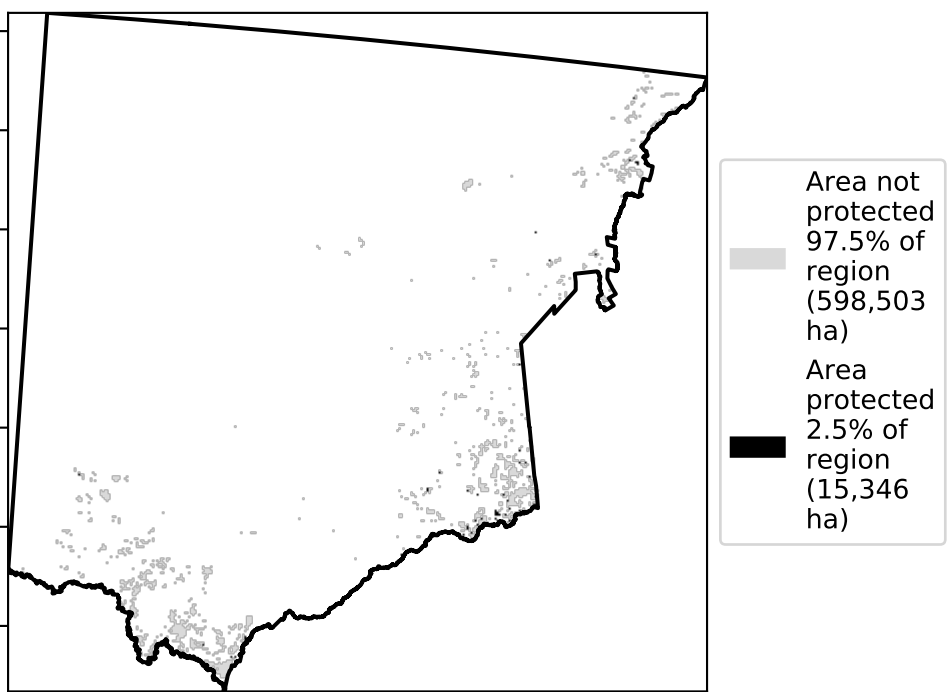 Area not
protected
97.5% of
region
(598,503
ha)
Area
protected
2.5% of
region
(15,346
ha)